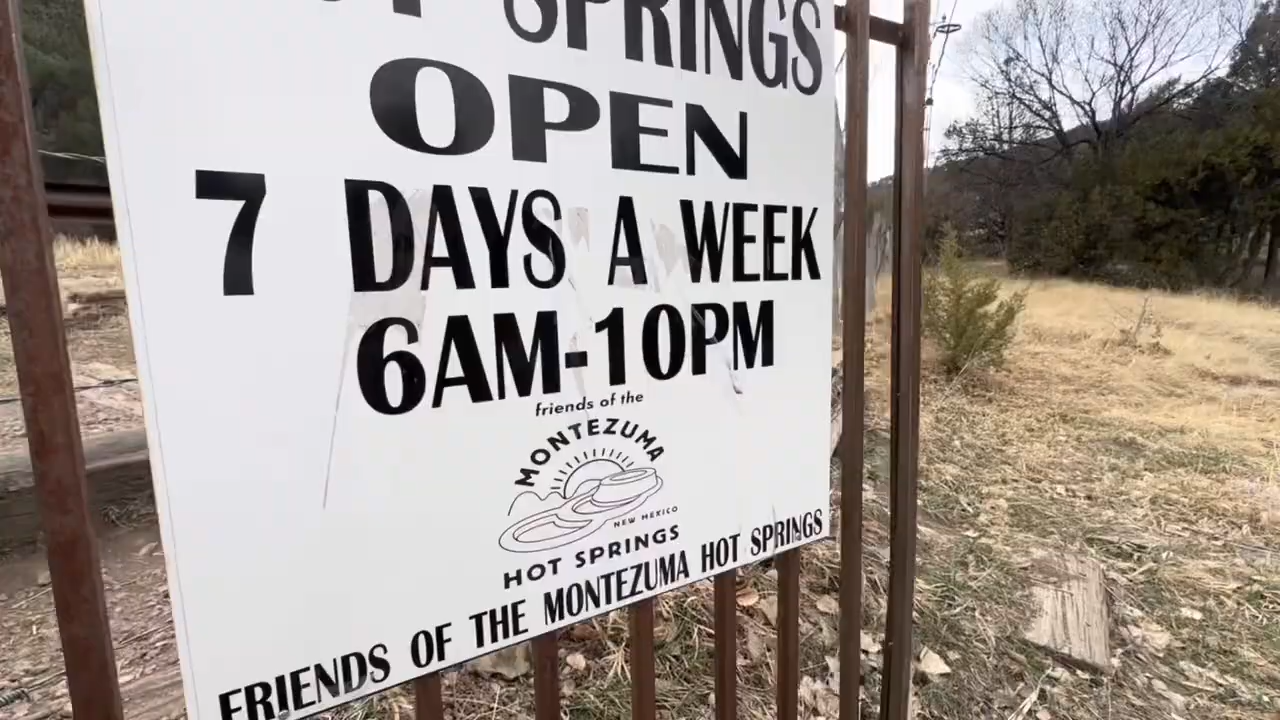 SPRINGS
OPEN
7 DAYS A WEEK
6AM-10PM
friends of the
MONTEZUMA
NEW MEXICO
HOT SPRINGS
FRIENDS OF THE MONTEZUMA HOT SPRINGS